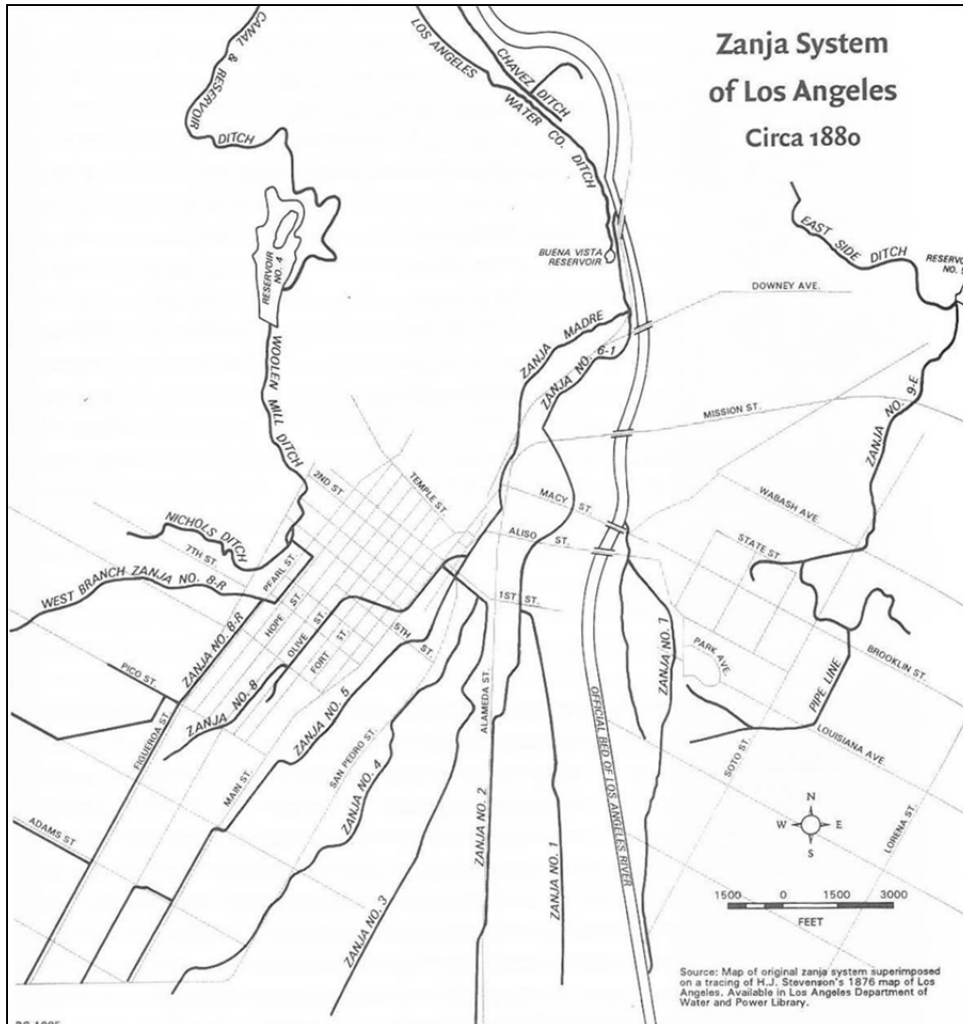 Zanja System
of Los Angeles
Circa 1880
CANAL & RESERVOIR DITCH
LOS ANGELES WATER CO. DITCH
CHAVEZ DITCH
EAST SIDE DITCH
BUENA VISTA
RESERVOIR
RESERVOIR
NO. 4
RESERVO
NO. 5
DOWNEY AVE.
ZANJA MADRE
ZANJA NO. 6-1
WOOLEN MILL DITCH
MISSION ST.
ZANJA NO. 9-E
2ND ST
TEMPLE ST.
MACY ST.
WABASH AVE.
NICHOLS DITCH
7TH ST.
ALISO ST.
STATE ST
PEARL ST.
WEST BRANCH ZANJA NO. 8-R
HOPE ST.
OLIVE ST.
FORT ST.
5TH ST.
1ST ST.
ZANJA NO. 8-R
PARK AVE.
BROOKLIN ST.
ZANJA NO. 7
PICO ST.
ZANJA NO. 8
ZANJA NO. 5
ALAMEDA ST.
PIPE LINE
FIGUEROA ST.
MAIN ST.
SAN PEDRO ST.
ZANJA NO. 4
OFFICIAL BED OF LOS ANGELES RIVER
SOTO ST.
LOUISIANA AVE.
LORENA ST.
ADAMS ST
ZANJA NO. 3
ZANJA NO. 2
ZANJA NO. 1
N
W E
S
1500 0 1500 3000
FEET
Source: Map of original zanja system superimposed
on a tracing of H.J. Stevenson's 1876 map of Los
Angeles. Available in Los Angeles Department of
Water and Power Library.